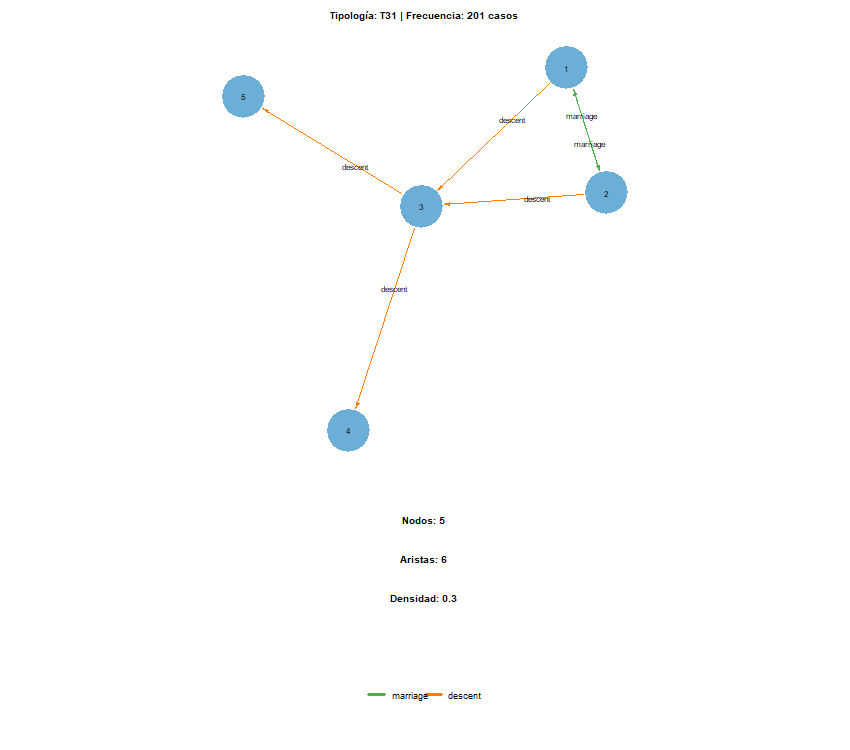 Tipología: T31 | Frecuencia: 201 casos
1
5
descent
marriage
marriage
descent
2
descent
3
descent
4
Nodos: 5
Aristas: 6
Densidad: 0.3
marriage descent